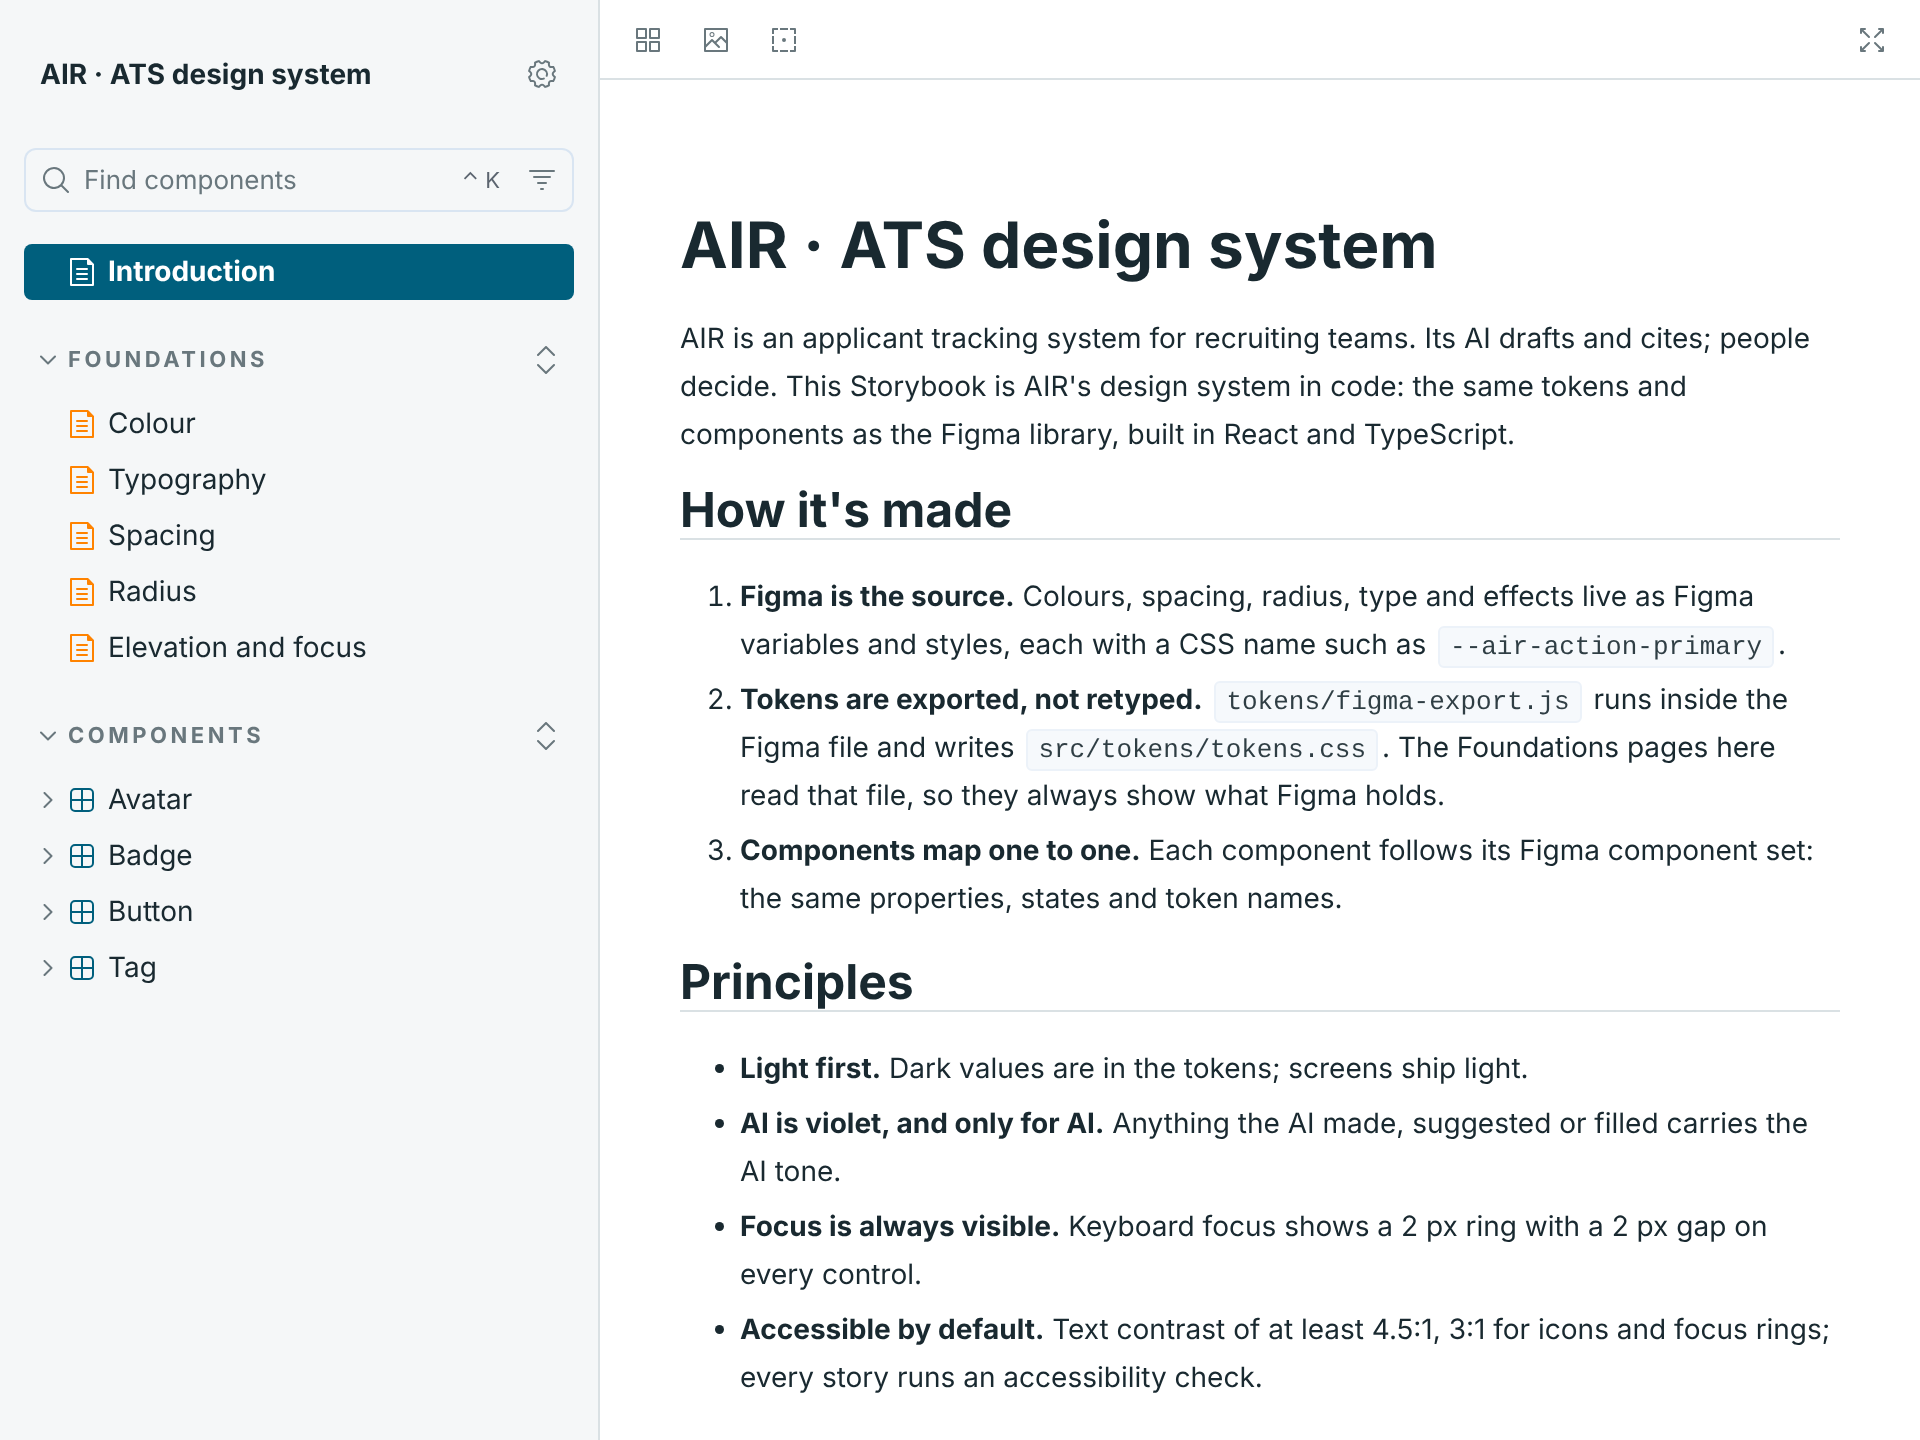 AIR · ATS design system
Find components
^ K
Introduction
FOUNDATIONS
Colour
Typography
Spacing
Radius
Elevation and focus
COMPONENTS
Avatar
Badge
Button
Tag
AIR · ATS design system
AIR is an applicant tracking system for recruiting teams. Its AI drafts and cites; people
decide. This Storybook is AIR's design system in code: the same tokens and
components as the Figma library, built in React and TypeScript.
How it's made
1. Figma is the source. Colours, spacing, radius, type and effects live as Figma
variables and styles, each with a CSS name such as --air-action-primary .
2. Tokens are exported, not retyped. tokens/figma-export.js runs inside the
Figma file and writes src/tokens/tokens.css . The Foundations pages here
read that file, so they always show what Figma holds.
3. Components map one to one. Each component follows its Figma component set:
the same properties, states and token names.
Principles
• Light first. Dark values are in the tokens; screens ship light.
• AI is violet, and only for AI. Anything the AI made, suggested or filled carries the
AI tone.
• Focus is always visible. Keyboard focus shows a 2 px ring with a 2 px gap on
every control.
• Accessible by default. Text contrast of at least 4.5:1, 3:1 for icons and focus rings;
every story runs an accessibility check.